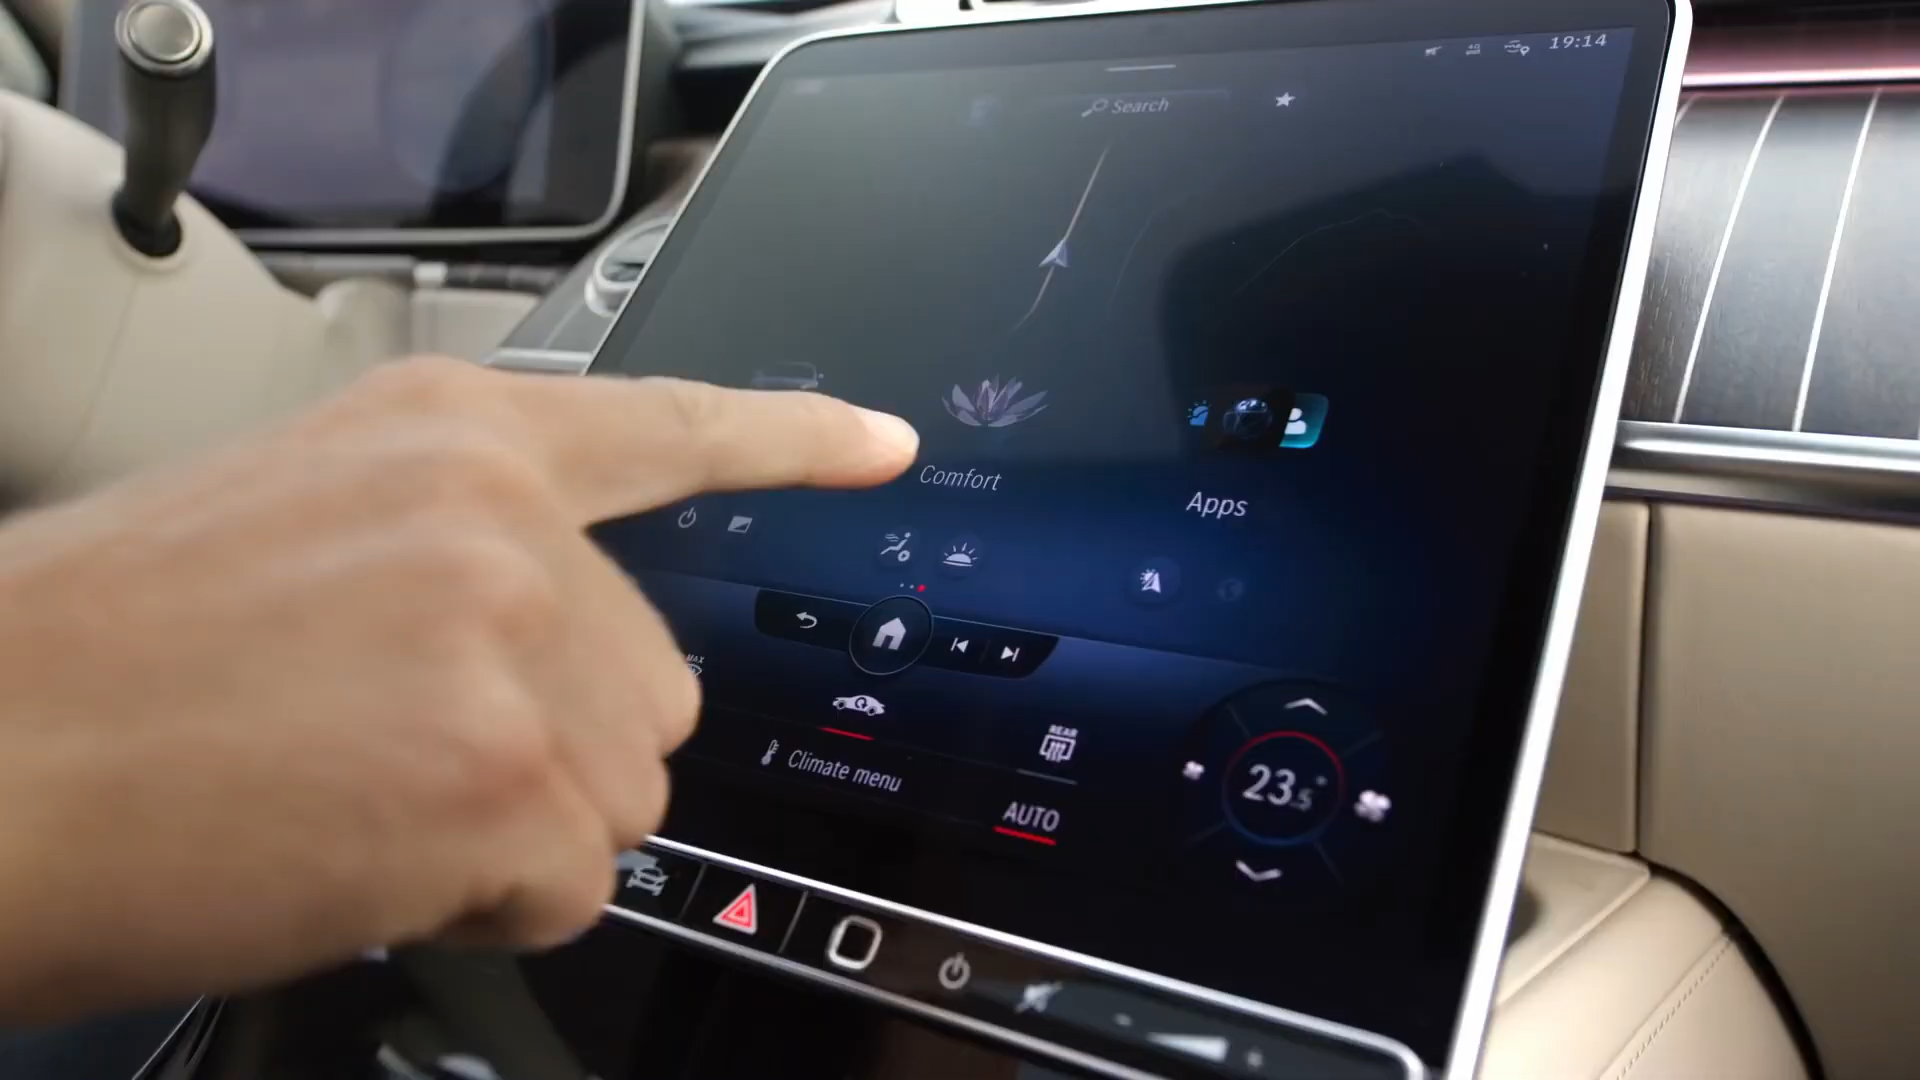 19:14
Search
Comfort
Apps
MAX
REAR
Climate menu
AUTO
23.5°